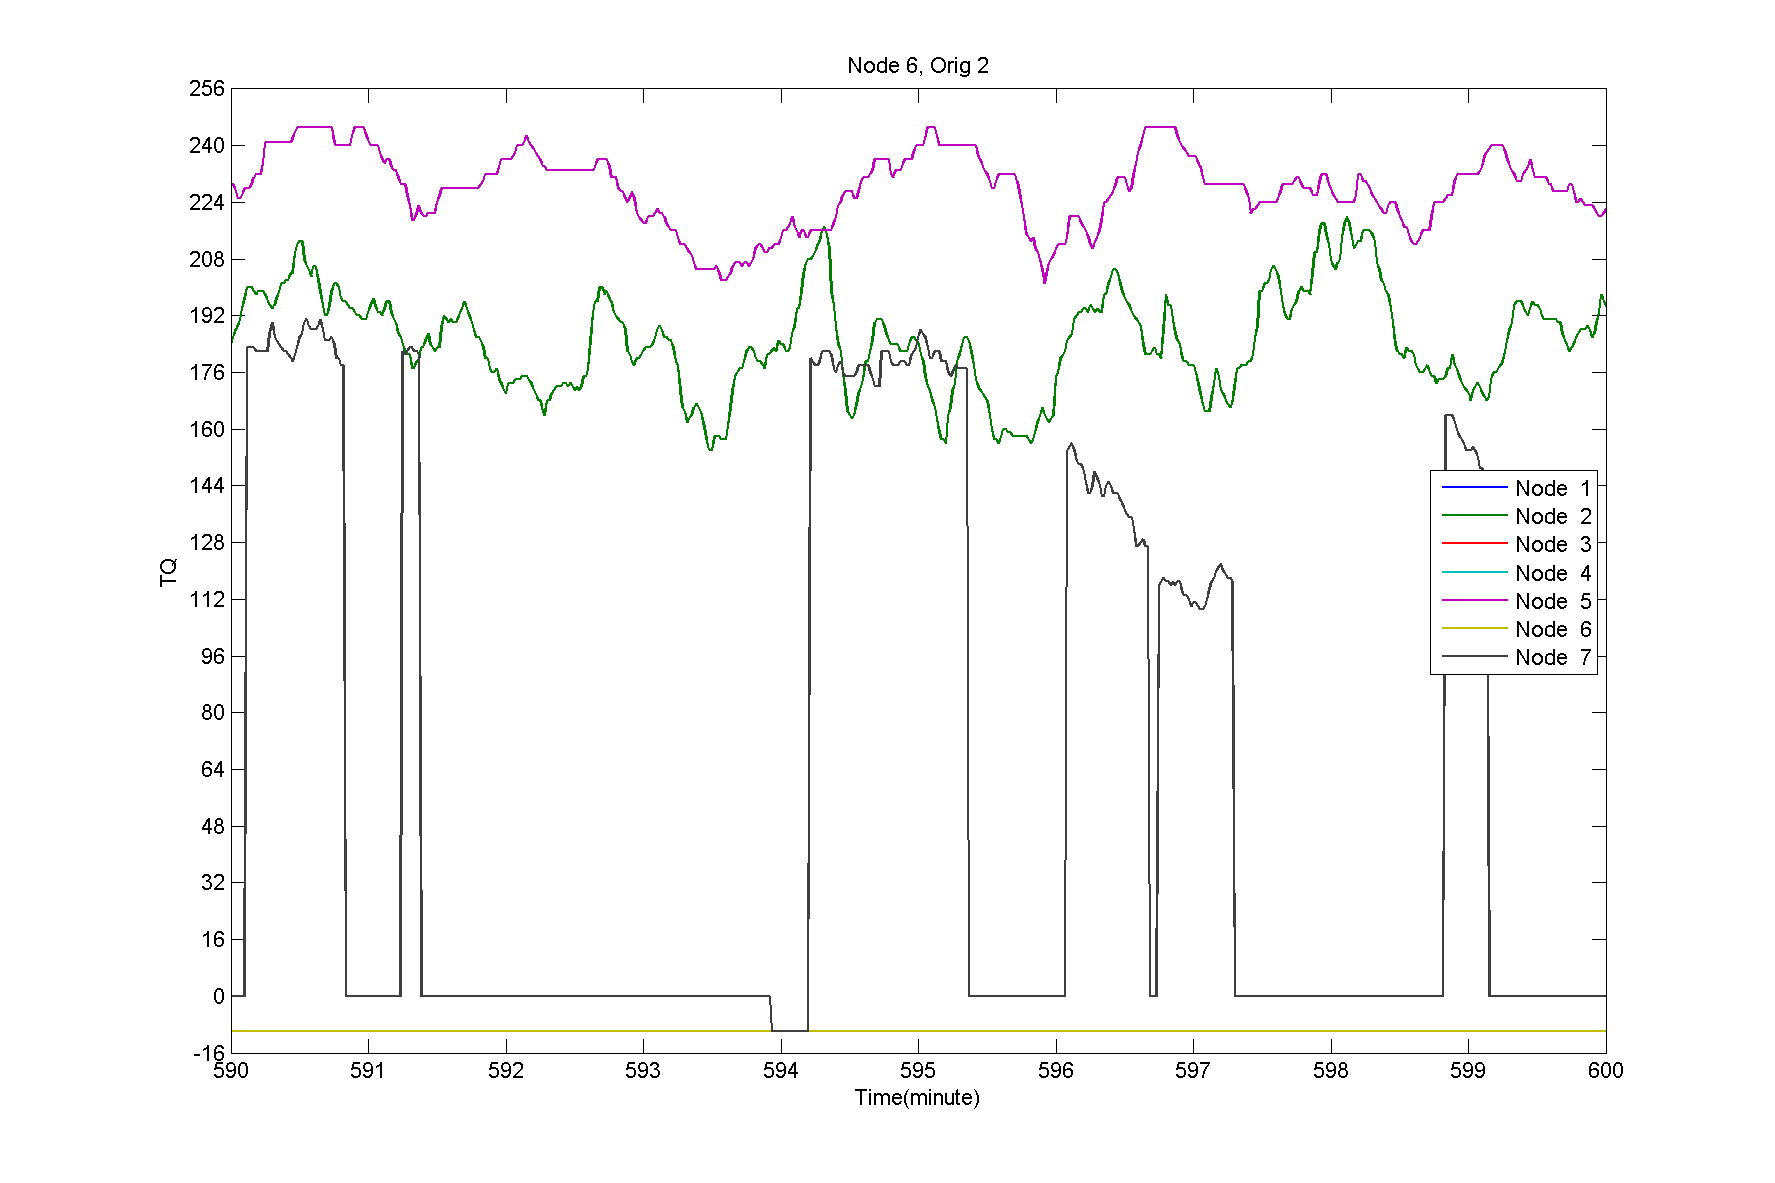 Node 6, Orig 2
256
240
224
208
192
176
160
144
128
112
96
80
64
48
32
16
0
-16
TQ
Node 1
Node 2
Node 3
Node 4
Node 5
Node 6
Node 7
590 591 592 593 594 595 596 597 598 599 600
Time(minute)